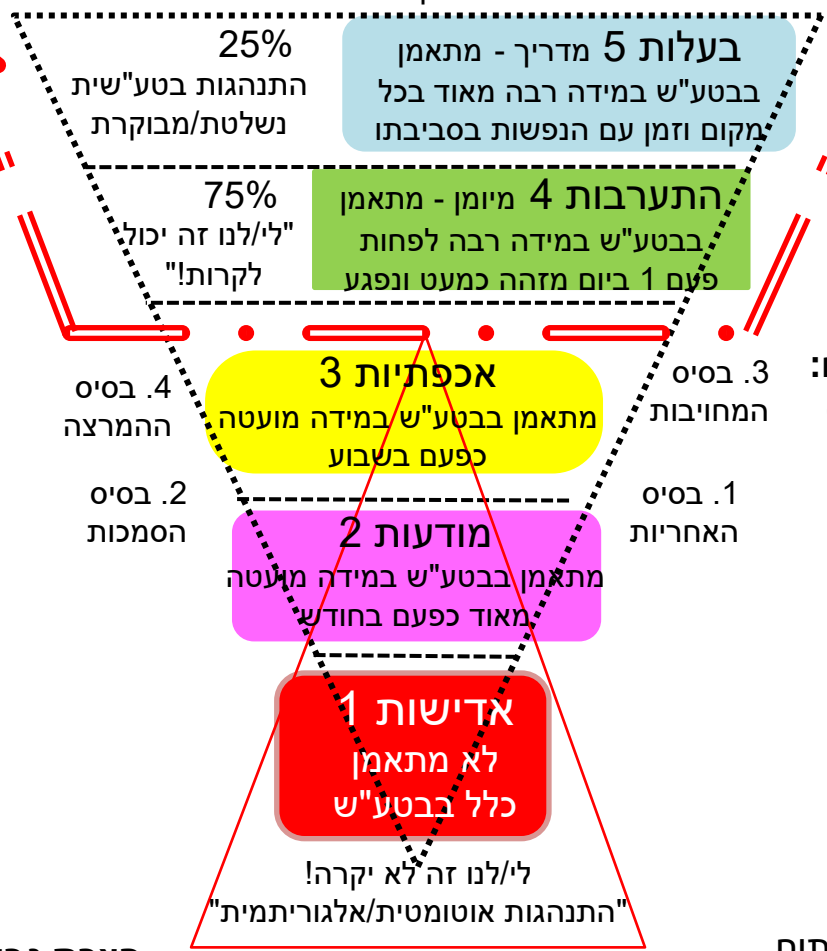 בעלות 5 מדריך - מתאמן
בבטע"ש במידה רבה מאוד בכל
מקום וזמן עם הנפשות בסביבתו
25%
התנהגות בטע"שית
נשלטת/מבוקרת
התערבות 4 מיומן - מתאמן
בבטע"ש במידה רבה לפחות
פעם 1 ביום מזהה כמעט ונפגע
75%
"לי/לנו זה יכול
לקרות!"
אכפתיות 3
מתאמן בבטע"ש במידה מועטה
כפעם בשבוע
3. בסיס
המחויבות
4. בסיס
ההמרצה
1. בסיס
האחריות
2. בסיס
הסמכות
מודעות 2
מתאמן בבטע"ש במידה מועטה
מאוד כפעם בחודש
אדישות 1
לא מתאמן
כלל בבטע"ש
לי/לנו זה לא יקרה!
"התנהגות אוטומטית/אלגוריתמית"